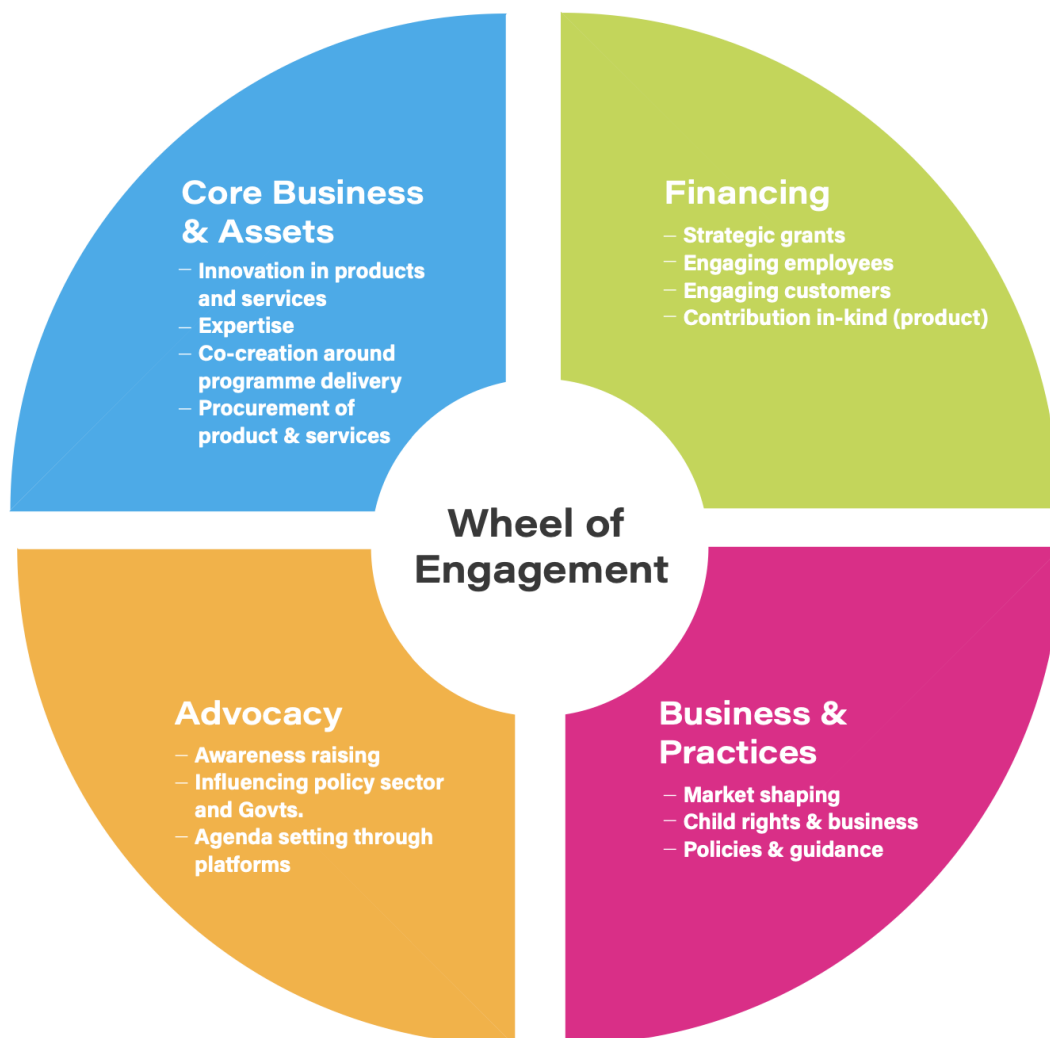 Core Business
& Assets
– Innovation in products
and services
– Expertise
– Co-creation around
programme delivery
– Procurement of
product & services
Financing
– Strategic grants
– Engaging employees
– Engaging customers
– Contribution in-kind (product)
Wheel of
Engagement
Advocacy
– Awareness raising
– Influencing policy sector
and Govts.
– Agenda setting through
platforms
Business &
Practices
– Market shaping
– Child rights & business
– Policies & guidance